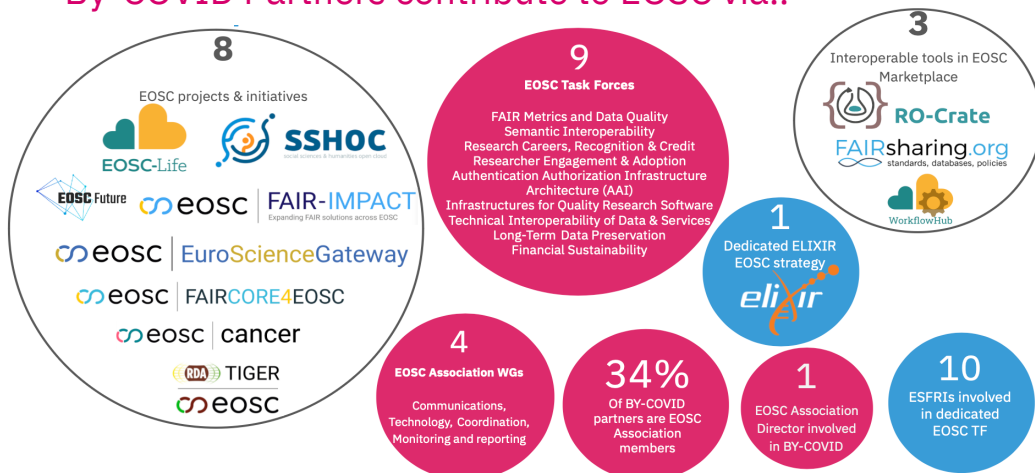 By-COVID Partners contribute to EOSC via..
8
EOSC projects & initiatives
EOSC-Life
SSHOC
social sciences & humanities open cloud
EOSC Future
eosc
FAIR-IMPACT
Expanding FAIR solutions across EOSC
eosc EuroScienceGateway
eosc FAIRCORE4EOSC
eosc cancer
RDA TIGER
eosc
9
EOSC Task Forces
FAIR Metrics and Data Quality
Semantic Interoperability
Research Careers, Recognition & Credit
Researcher Engagement & Adoption
Authentication Authorization Infrastructure
Architecture (AAI)
Infrastructures for Quality Research Software
Technical Interoperability of Data & Services
Long-Term Data Preservation
Financial Sustainability
3
Interoperable tools in EOSC
Marketplace
RO-Crate
FAIRsharing.org
standards, databases, policies
WorkflowHub
1
Dedicated ELIXIR
EOSC strategy
elixir
4
EOSC Association WGs
Communications,
Technology, Coordination,
Monitoring and reporting
34%
Of BY-COVID
partners are EOSC
Association
members
1
EOSC Association
Director involved
in BY-COVID
10
ESFRIs involved
in dedicated
EOSC TF